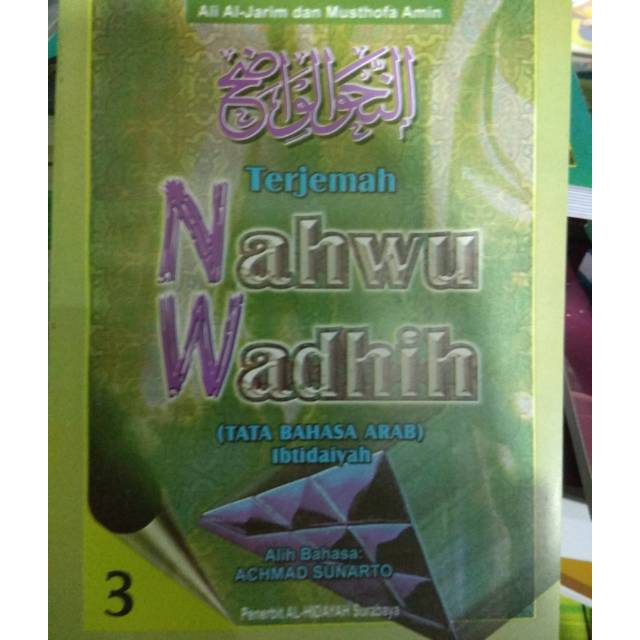 Ali Al-Jarim dan Musthofa Amin
النحو الواضح
Terjemah
Nahwu
Wadhih
(TATA BAHASA ARAB)
Ibtidaiyah
Alih Bahasa:
ACHMAD SUNARTO
3
Penerbit AL-HIDAYAH Surabaya